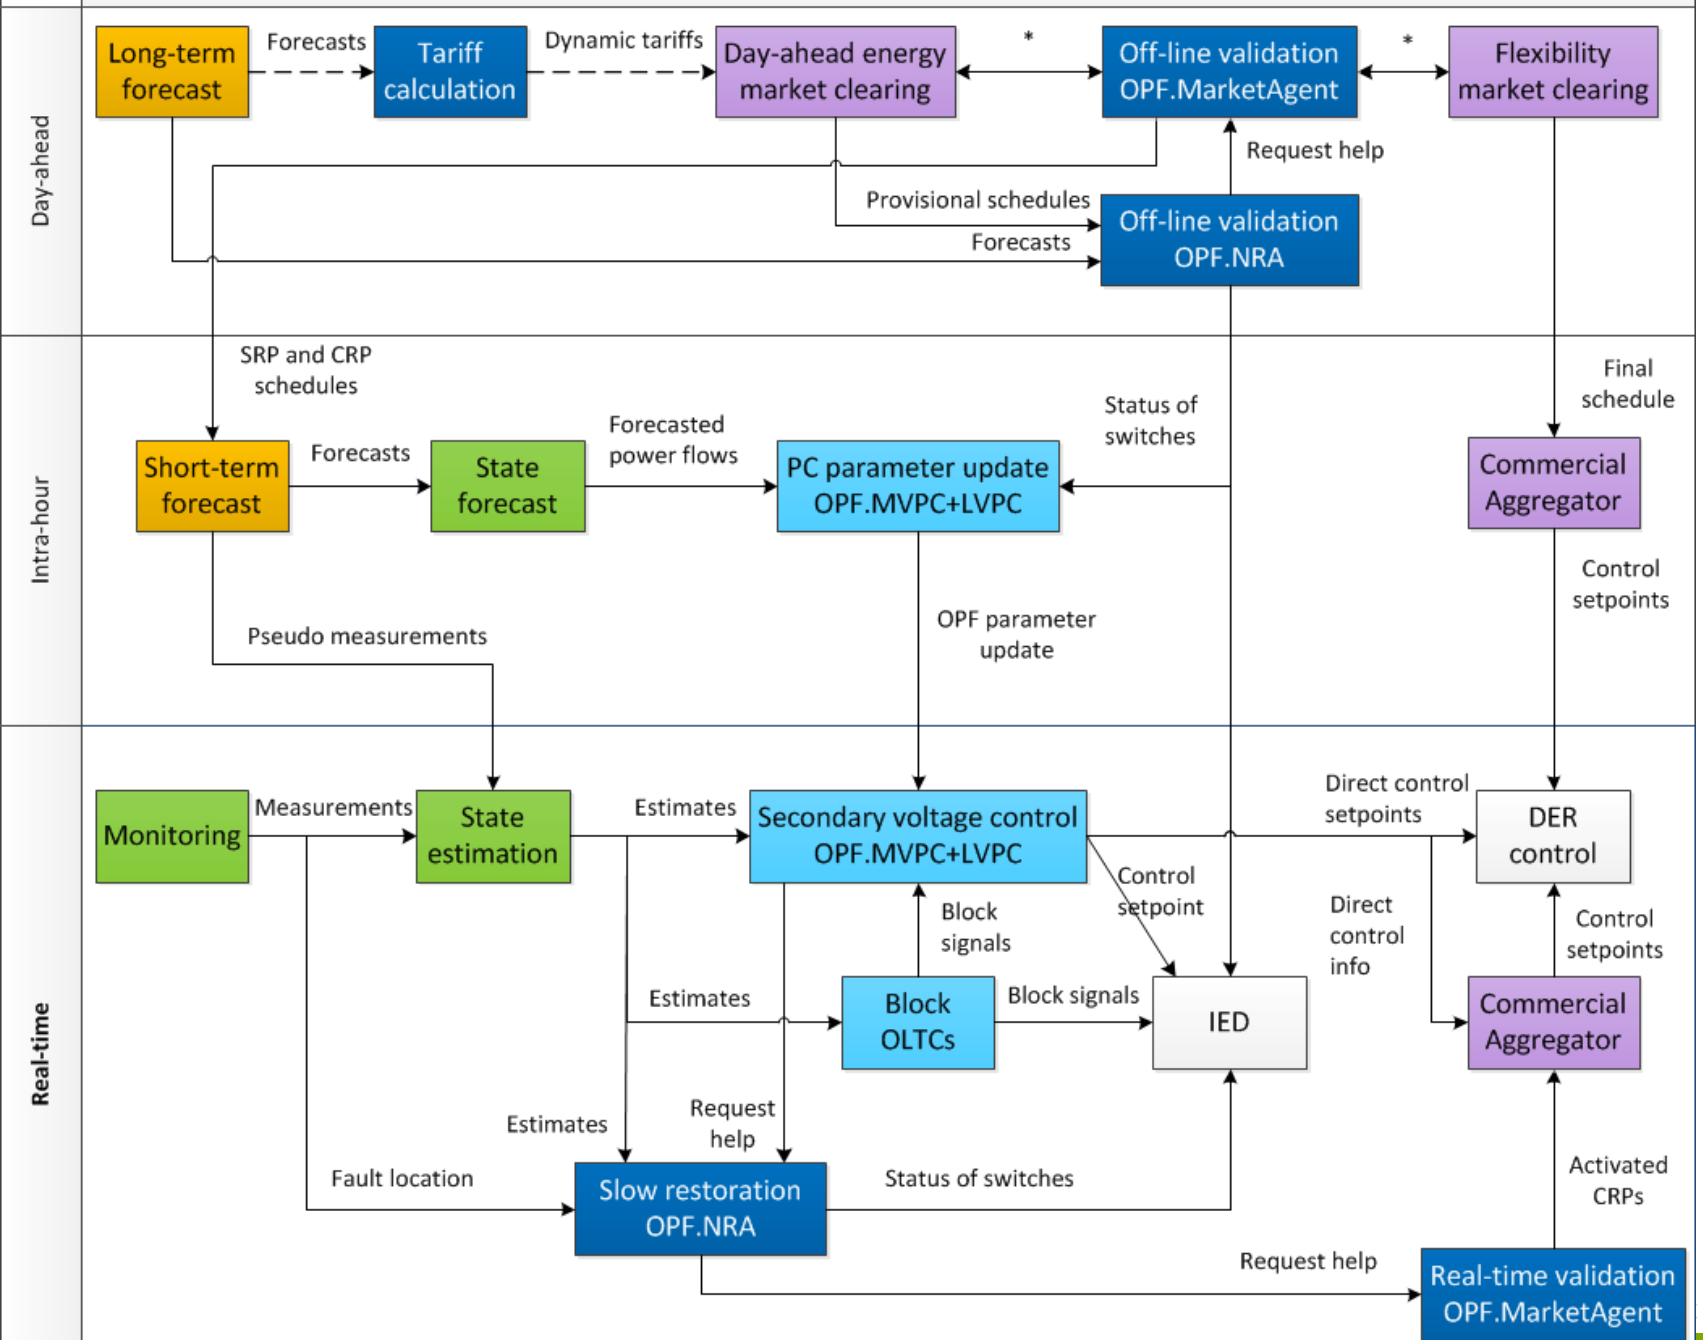 Day-ahead
Long-term
forecast
Forecasts
Tariff
calculation
Dynamic tariffs
Day-ahead energy
market clearing
*
Off-line validation
OPF.MarketAgent
*
Flexibility
market clearing
Request help
Provisional schedules
Forecasts
Off-line validation
OPF.NRA
Intra-hour
SRP and CRP
schedules
Short-term
forecast
Forecasts
State
forecast
Forecasted
power flows
PC parameter update
OPF.MVPC+LVPC
Status of
switches
Final
schedule
Commercial
Aggregator
Control
setpoints
Pseudo measurements
OPF parameter
update
Real-time
Monitoring
Measurements
State
estimation
Estimates
Secondary voltage control
OPF.MVPC+LVPC
Direct control
setpoints
DER
control
Control
setpoint
Block
signals
Direct
control
info
Control
setpoints
Estimates
Block
OLTCs
Block signals
IED
Commercial
Aggregator
Estimates
Request
help
Fault location
Slow restoration
OPF.NRA
Status of switches
Activated
CRPs
Request help
Real-time validation
OPF.MarketAgent